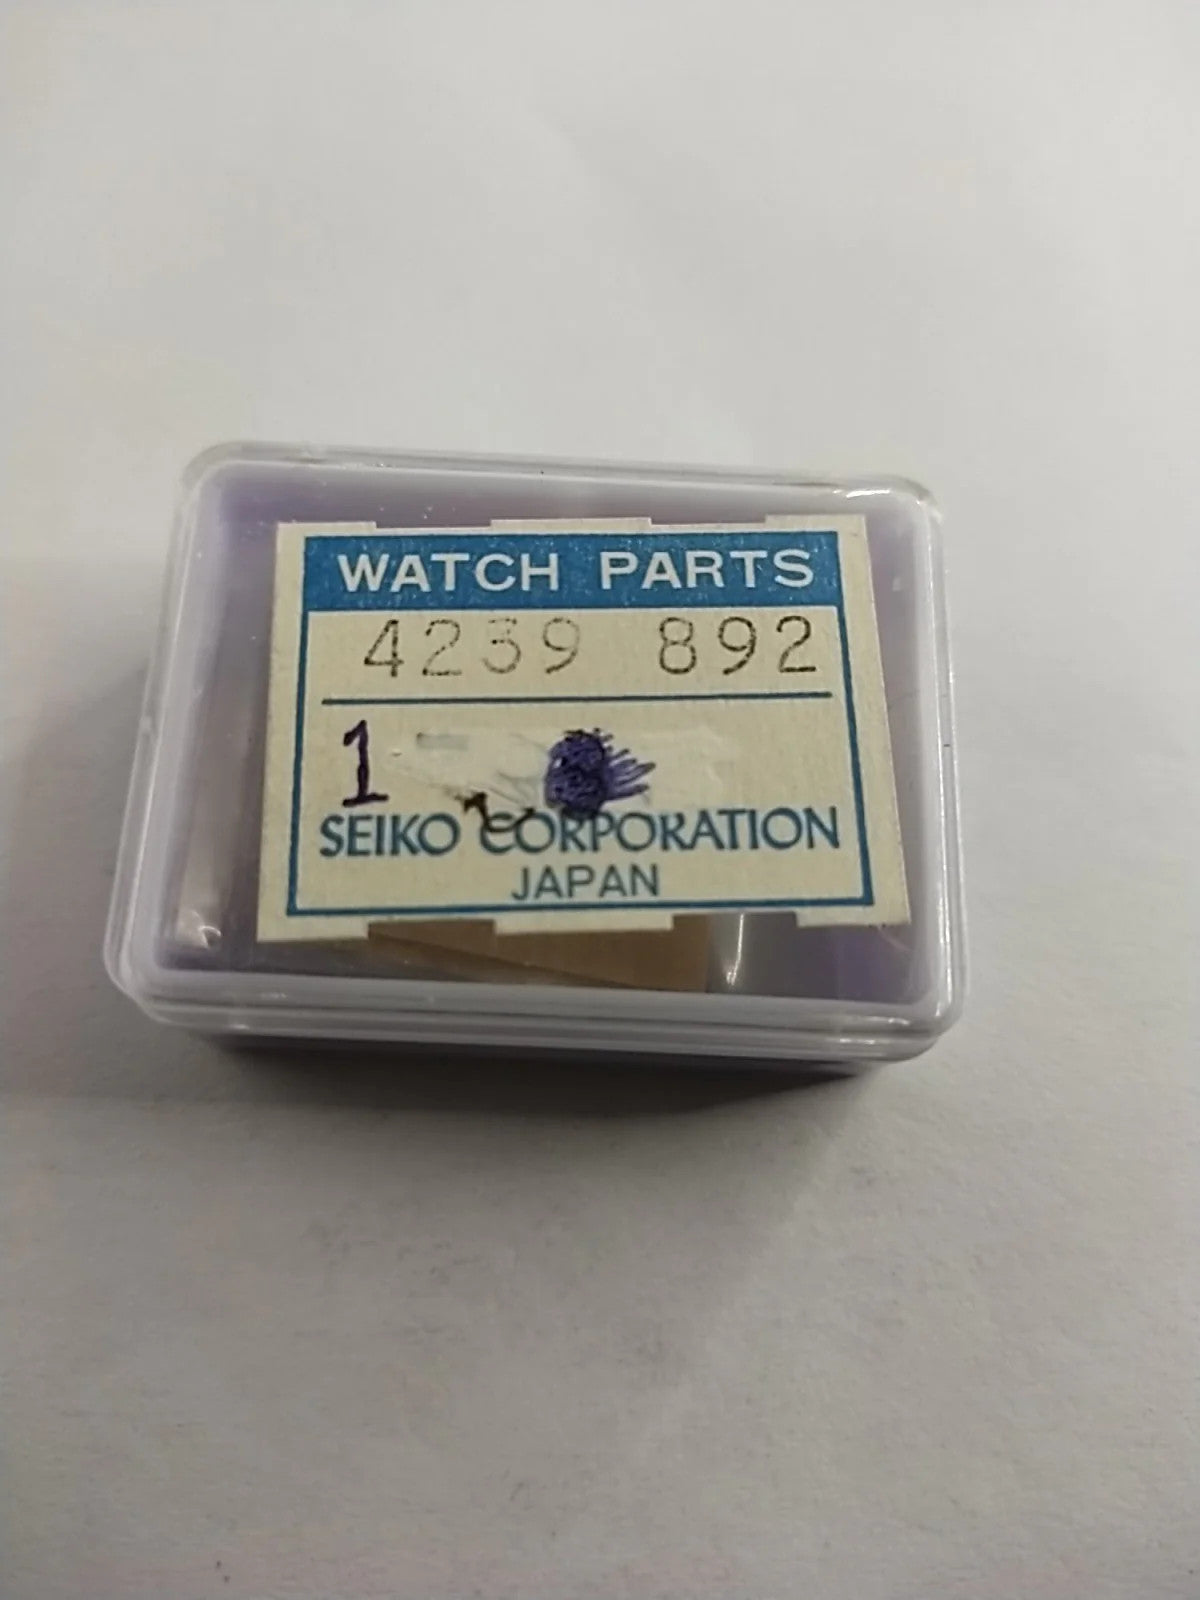 WATCH PARTS
4239 892
1
SEIKO CORPORATION
JAPAN